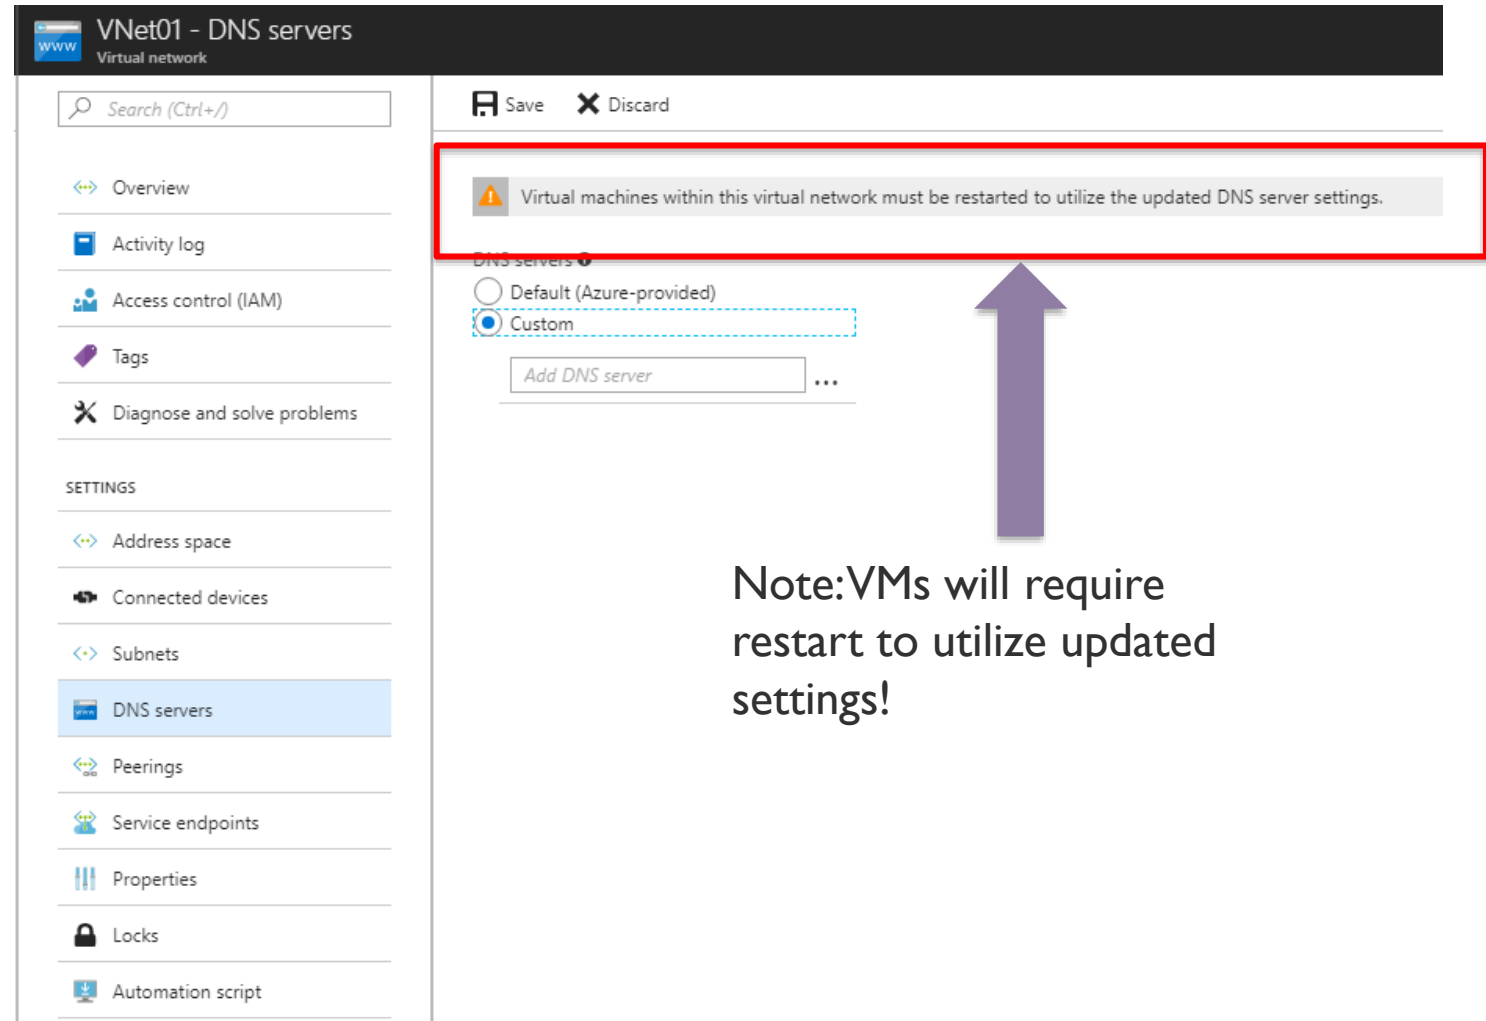 VNet01 - DNS servers
Virtual network
www
Search (Ctrl+/)
Overview
Activity log
Access control (IAM)
Tags
Diagnose and solve problems
SETTINGS
Address space
Connected devices
Subnets
DNS servers
Peerings
Service endpoints
Properties
Locks
Automation script
Save
Discard
Virtual machines within this virtual network must be restarted to utilize the updated DNS server settings.
DNS servers
Default (Azure-provided)
Custom
Add DNS server
...
Note: VMs will require
restart to utilize updated
settings!